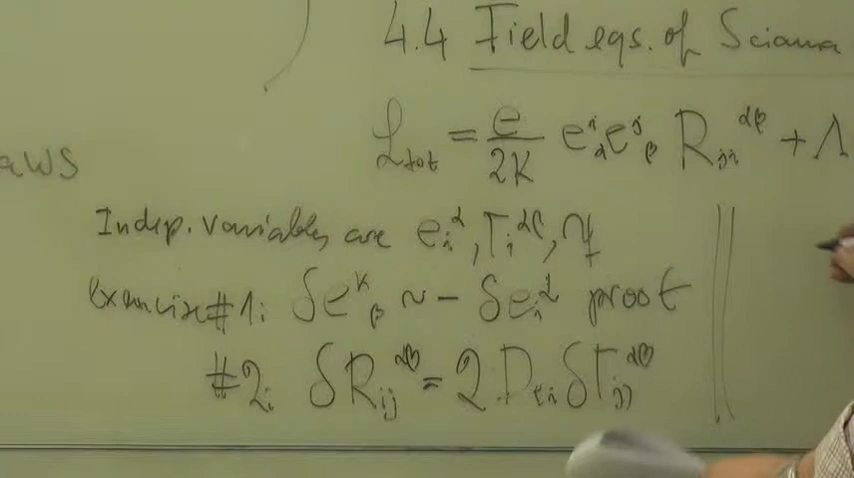 4.4 Field eqs. of Sciama
ℒ_tot = e/2K e^i_α e^j_β R_ji^αβ + Λ
aws
Indep. variables are e_i^α, Γ_i^αβ, ψ
exercise #1: δe^k_β ~ - δe_i^α proof
#2: δR_ij^αβ = 2 D_[i δΓ_j]^αβ